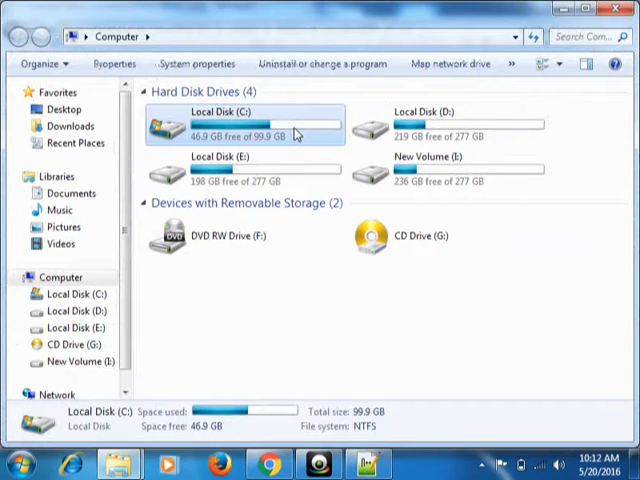 Computer
Search Com...
Organize
Properties
System properties
Uninstall or change a program
Map network drive
»
Favorites
Desktop
Downloads
Recent Places
Libraries
Documents
Music
Pictures
Videos
Computer
Local Disk (C:)
Local Disk (D:)
Local Disk (E:)
CD Drive (G:)
New Volume (I:)
Network
Hard Disk Drives (4)
Local Disk (C:)
46.9 GB free of 99.9 GB
Local Disk (D:)
219 GB free of 277 GB
Local Disk (E:)
198 GB free of 277 GB
New Volume (I:)
236 GB free of 277 GB
Devices with Removable Storage (2)
DVD
DVD RW Drive (F:)
CD Drive (G:)
Local Disk (C:) Space used: Total size: 99.9 GB
Local Disk Space free: 46.9 GB File system: NTFS
10:12 AM
5/20/2016